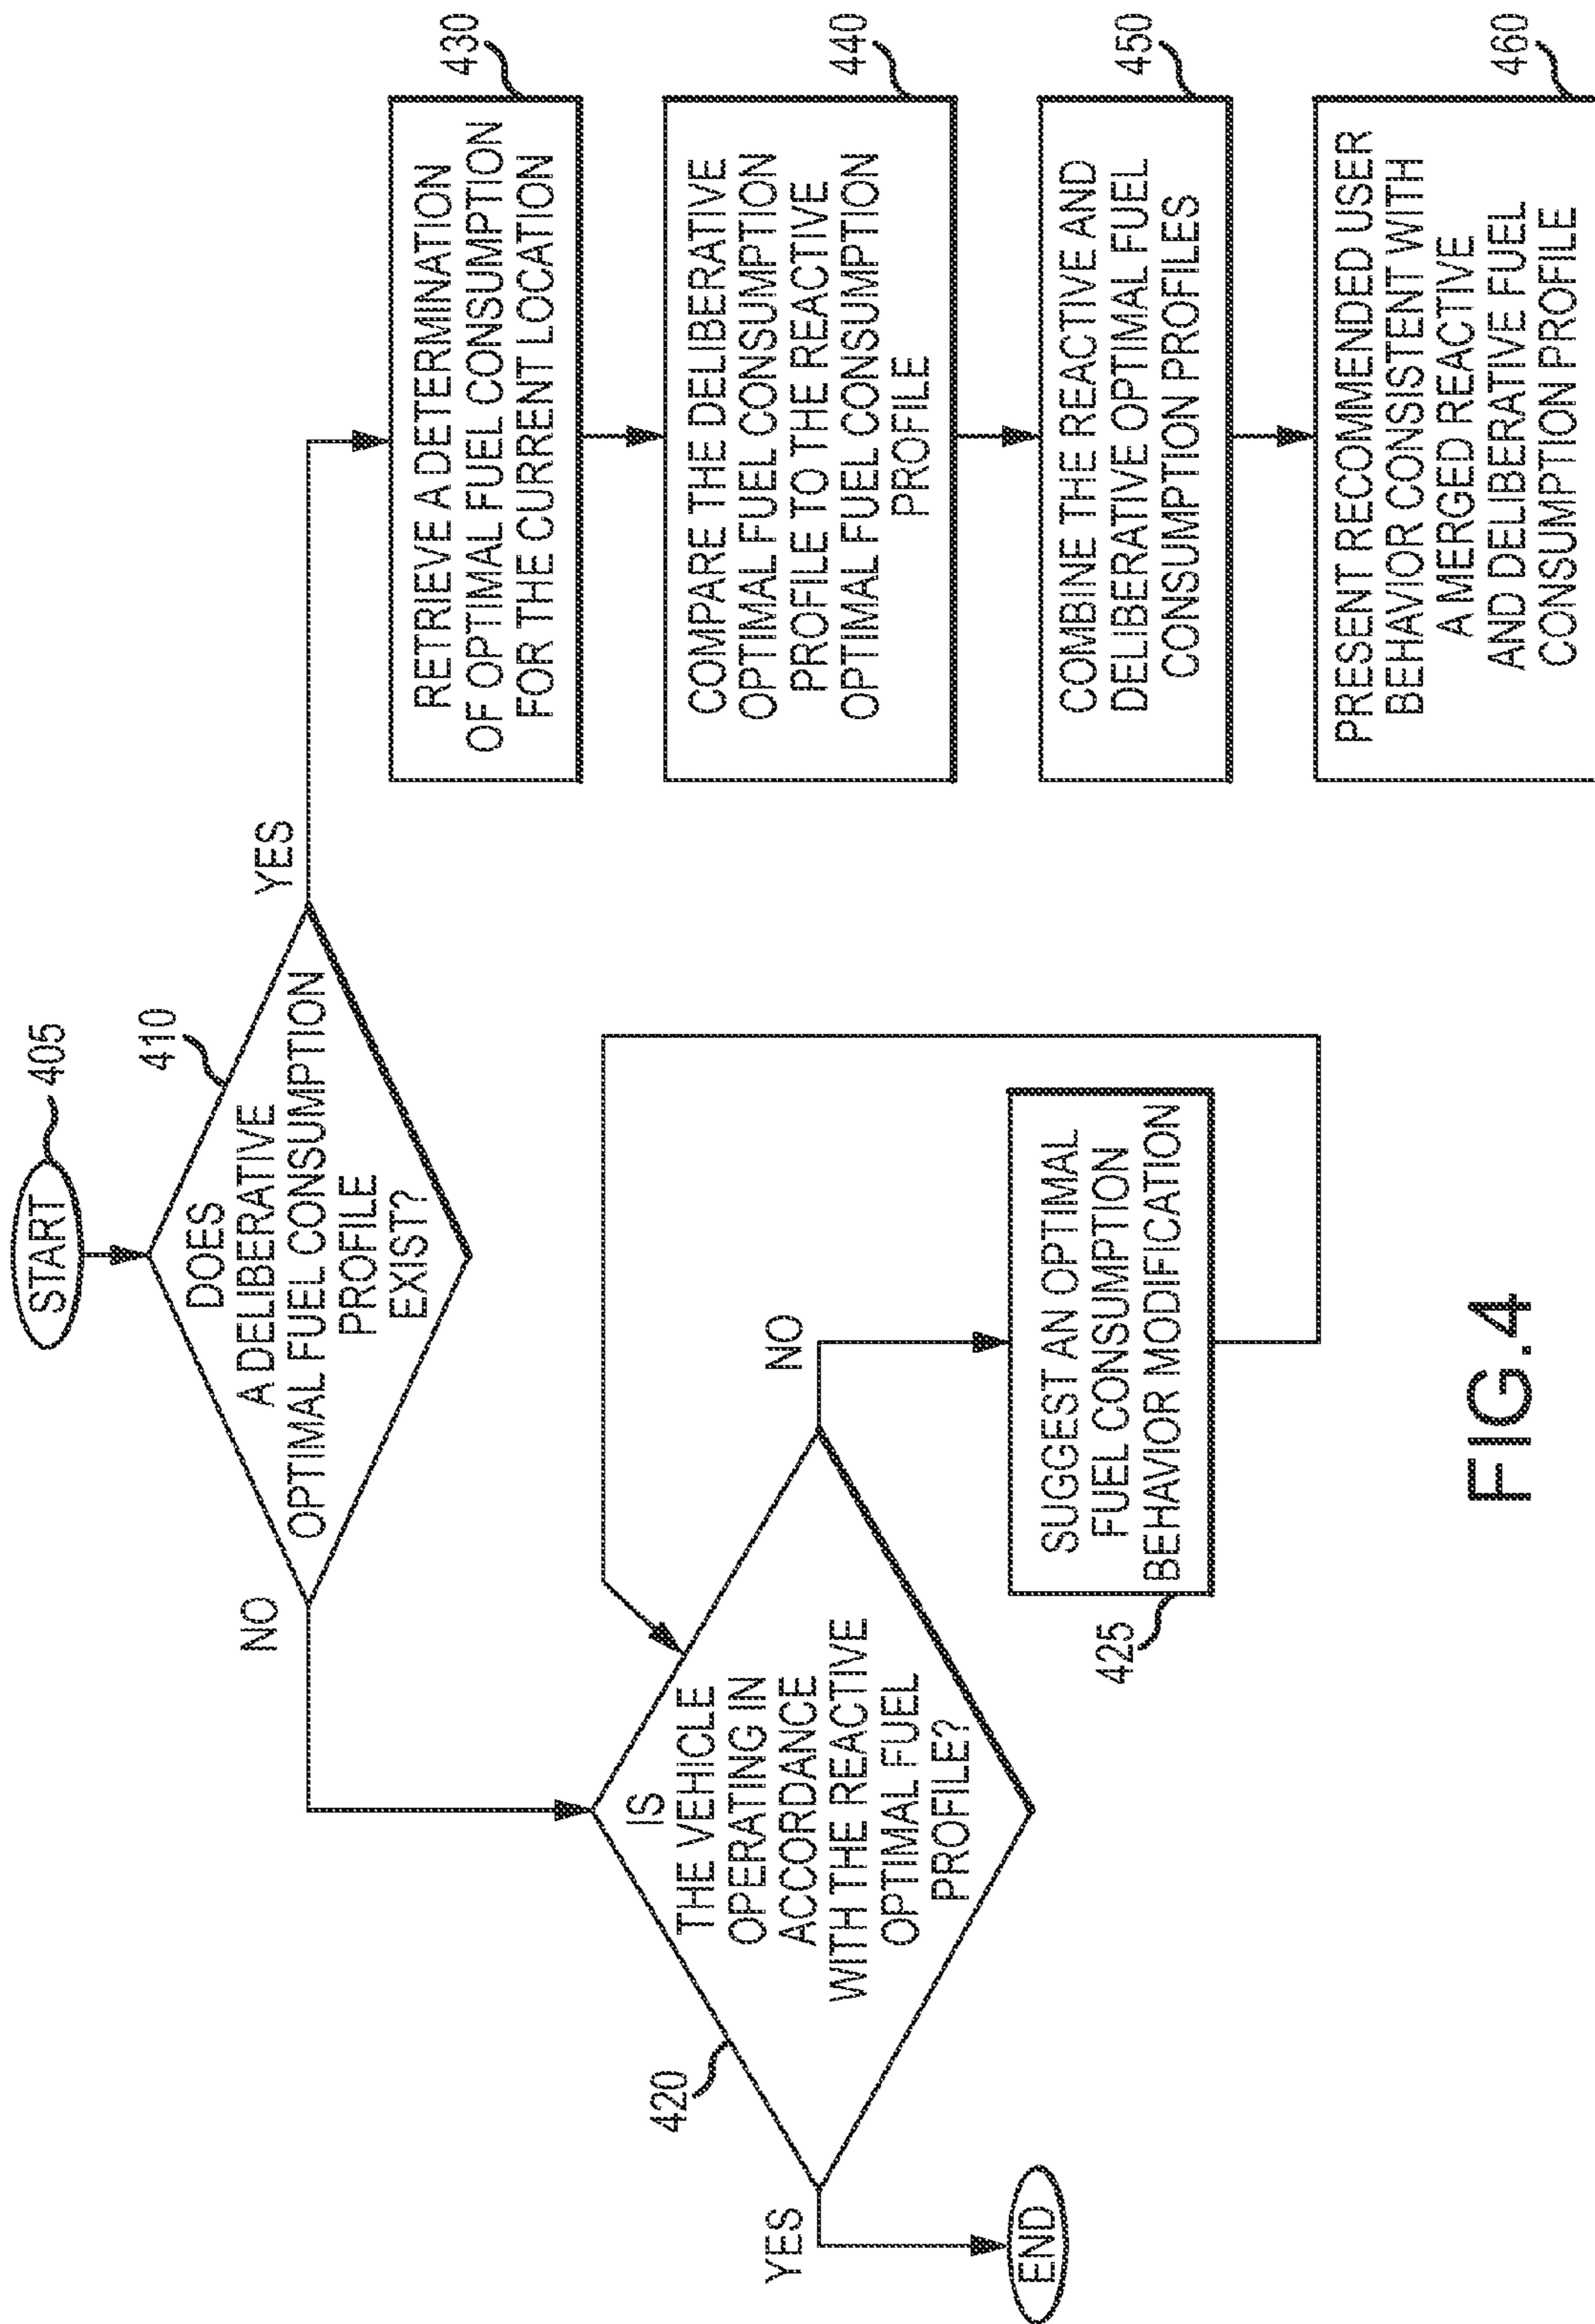 START
405
410
DOES
A DELIBERATIVE
OPTIMAL FUEL CONSUMPTION
PROFILE
EXIST?
NO
YES
420
IS
THE VEHICLE
OPERATING IN
ACCORDANCE
WITH THE REACTIVE
OPTIMAL FUEL
PROFILE?
YES
END
NO
425
SUGGEST AN OPTIMAL
FUEL CONSUMPTION
BEHAVIOR MODIFICATION
430
RETRIEVE A DETERMINATION
OF OPTIMAL FUEL CONSUMPTION
FOR THE CURRENT LOCATION
440
COMPARE THE DELIBERATIVE
OPTIMAL FUEL CONSUMPTION
PROFILE TO THE REACTIVE
OPTIMAL FUEL CONSUMPTION
PROFILE
450
COMBINE THE REACTIVE AND
DELIBERATIVE OPTIMAL FUEL
CONSUMPTION PROFILES
460
PRESENT RECOMMENDED USER
BEHAVIOR CONSISTENT WITH
A MERGED REACTIVE
AND DELIBERATIVE FUEL
CONSUMPTION PROFILE
FIG.4